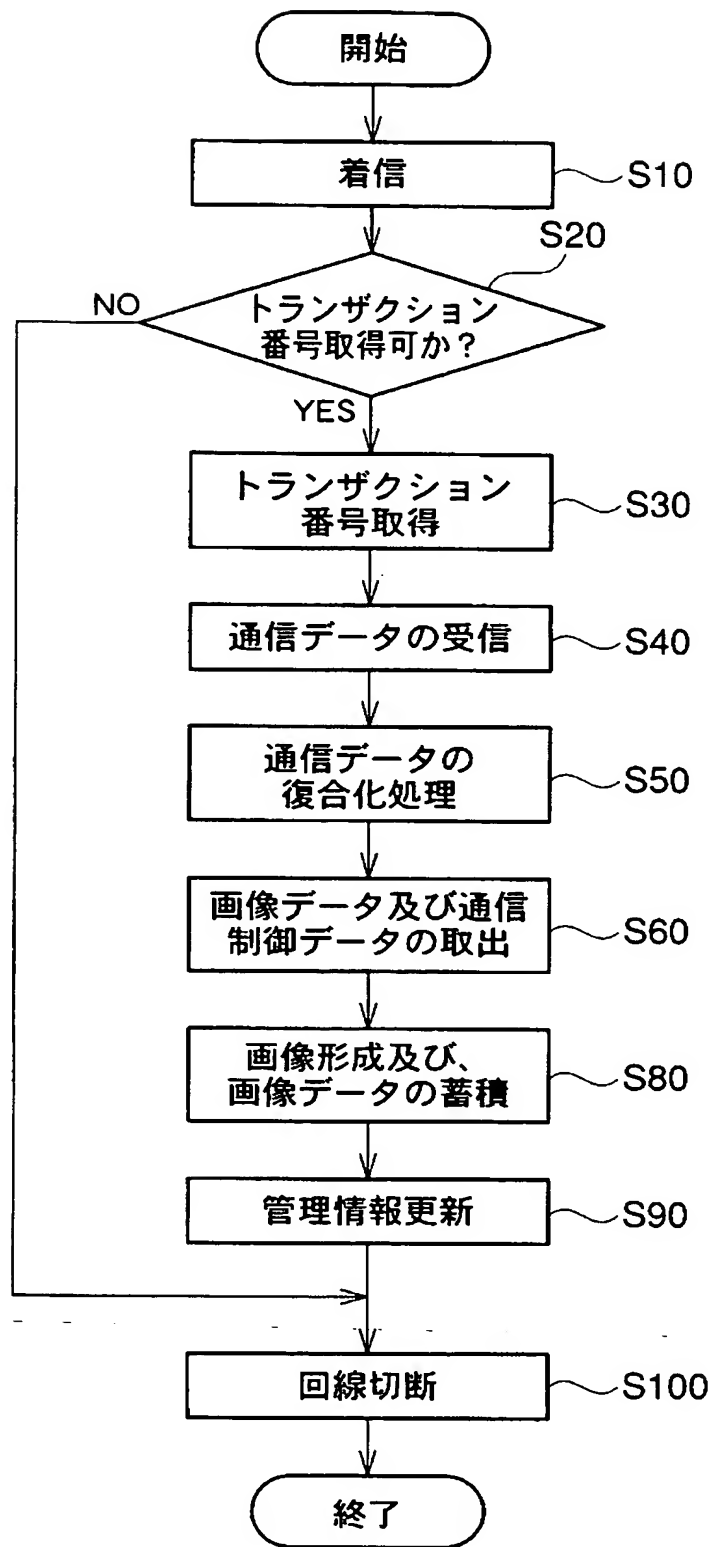 開始
着信
S10
S20
NO
トランザクション
番号取得可か？
YES
トランザクション
番号取得
S30
通信データの受信
S40
通信データの
復合化処理
S50
画像データ及び通信
制御データの取出
S60
画像形成及び、
画像データの蓄積
S80
管理情報更新
S90
回線切断
S100
終了